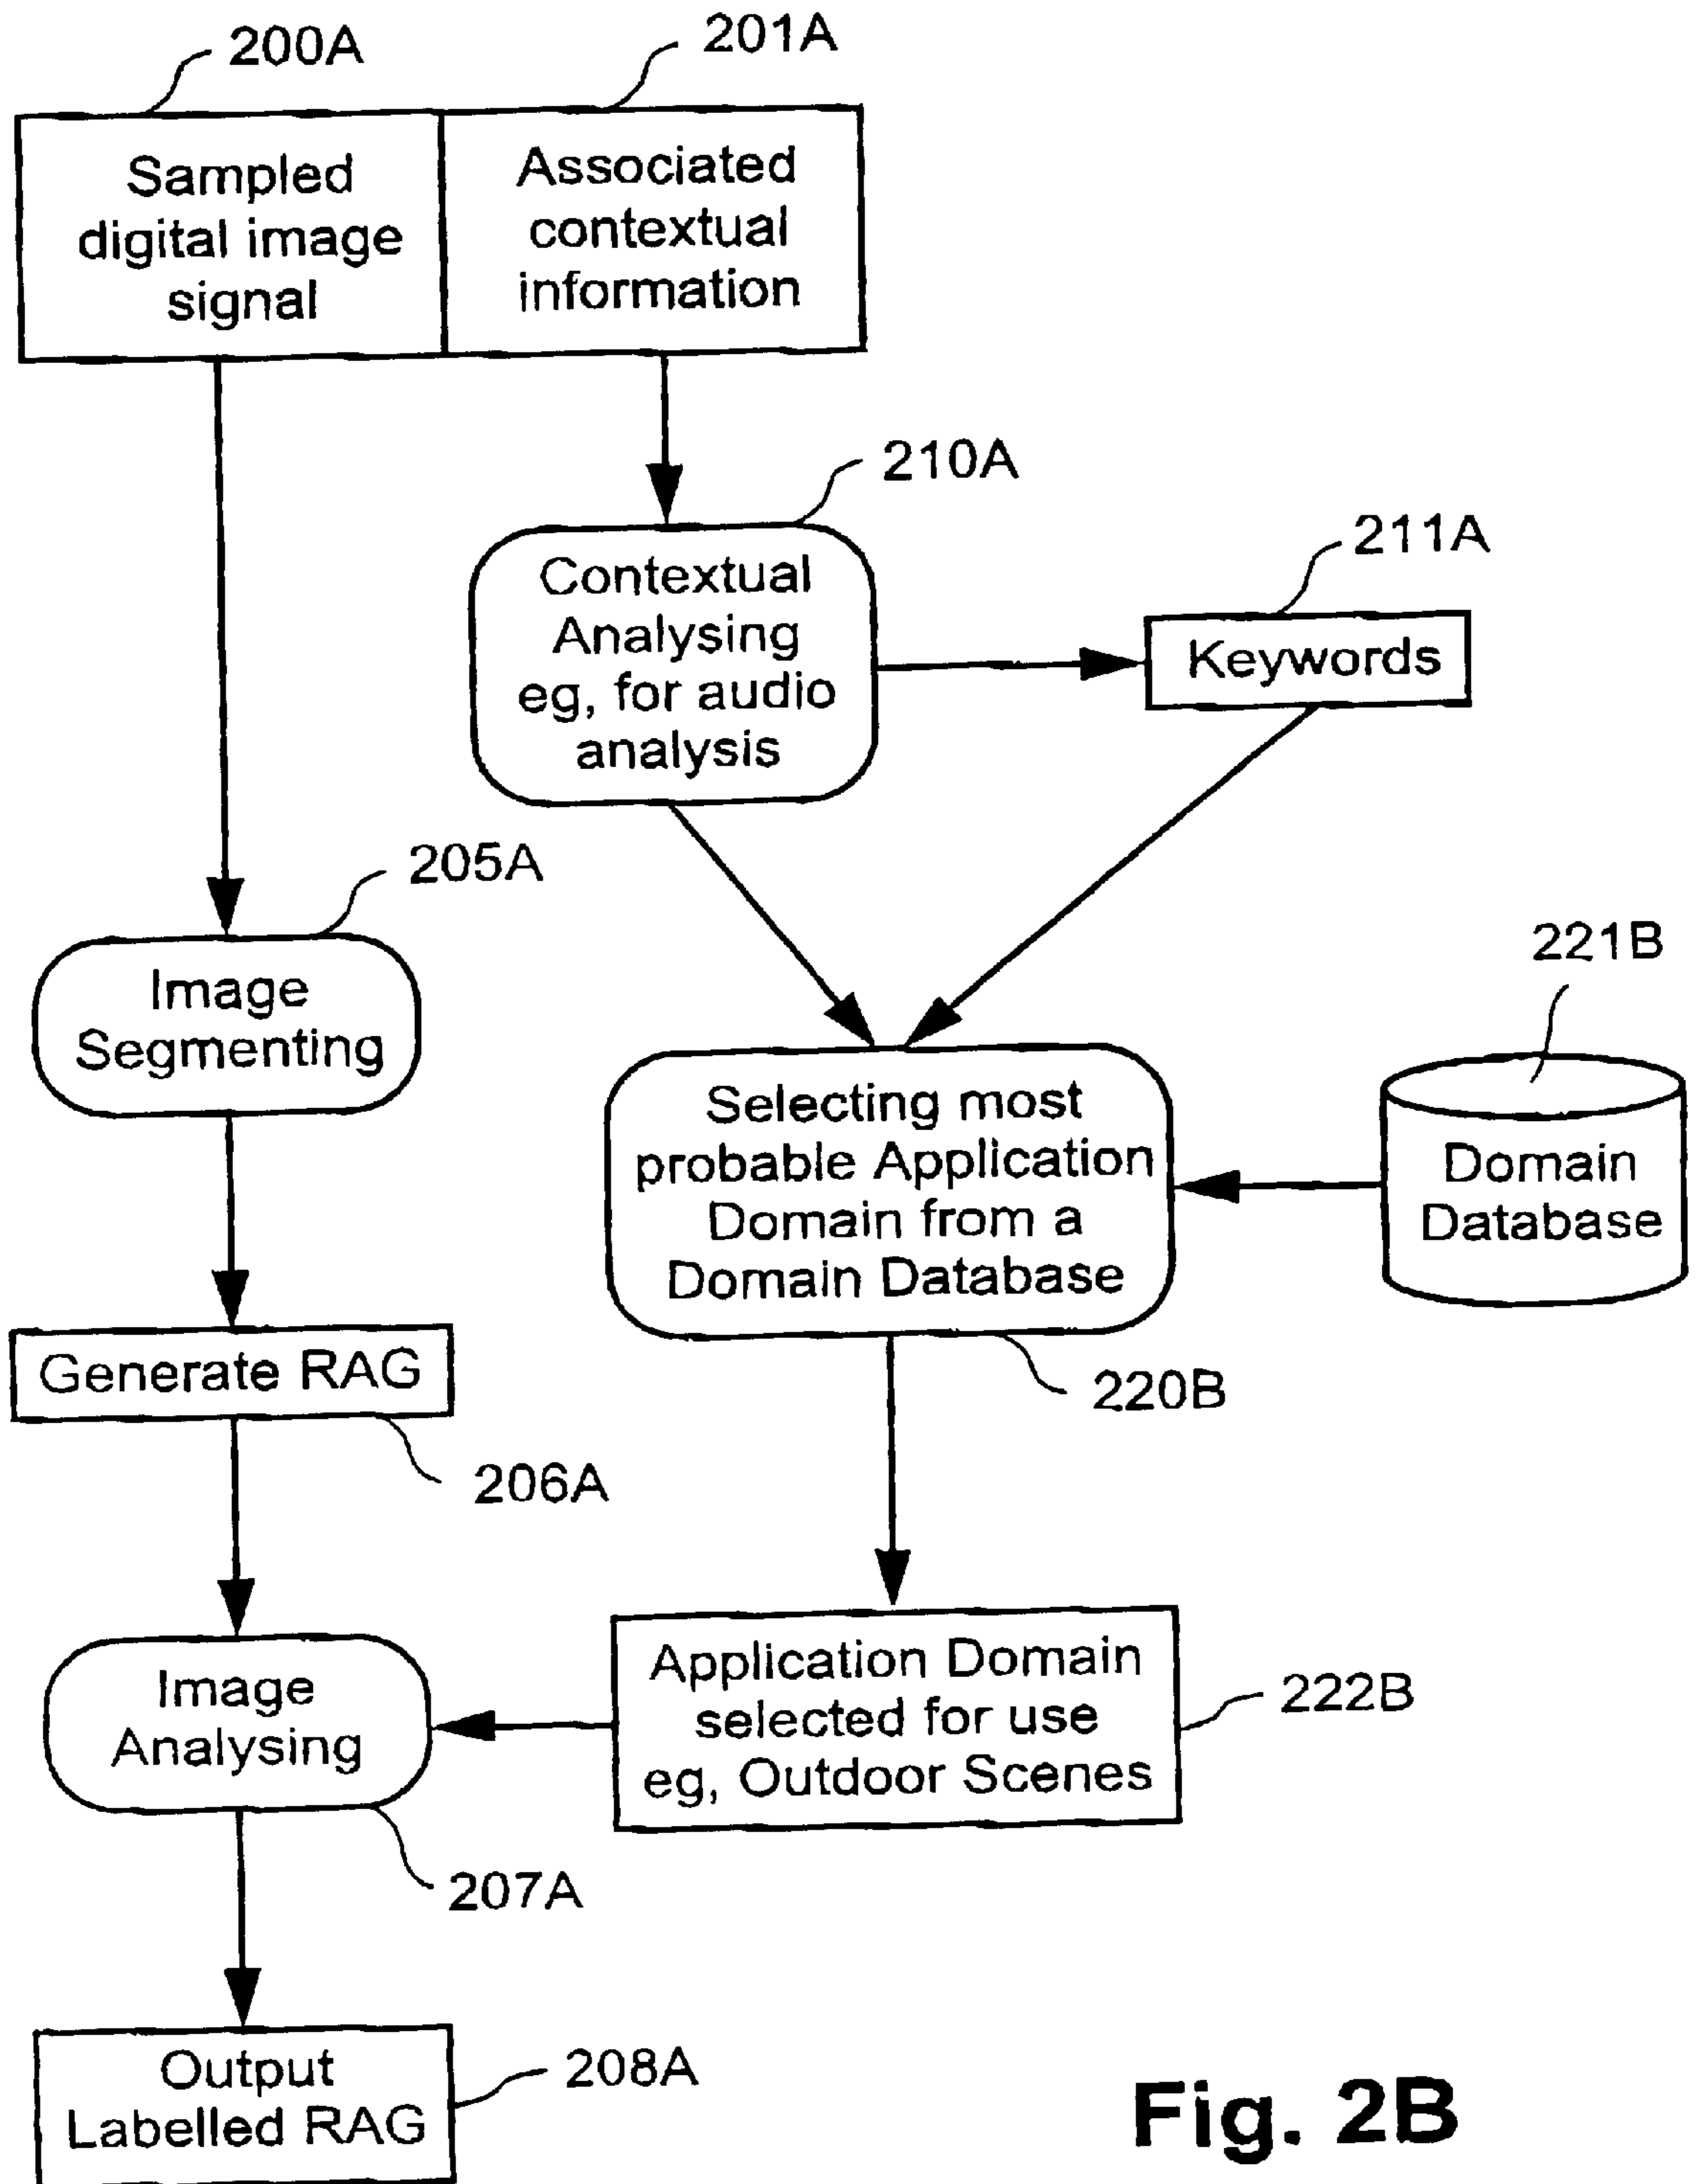 200A
201A
Sampled
digital image
signal
Associated
contextual
information
210A
211A
Contextual
Analysing
eg, for audio
analysis
Keywords
205A
221B
Image
Segmenting
Selecting most
probable Application
Domain from a
Domain Database
Domain
Database
Generate RAG
220B
206A
Image
Analysing
Application Domain
selected for use
eg, Outdoor Scenes
222B
207A
Output
Labelled RAG
208A
Fig. 2B